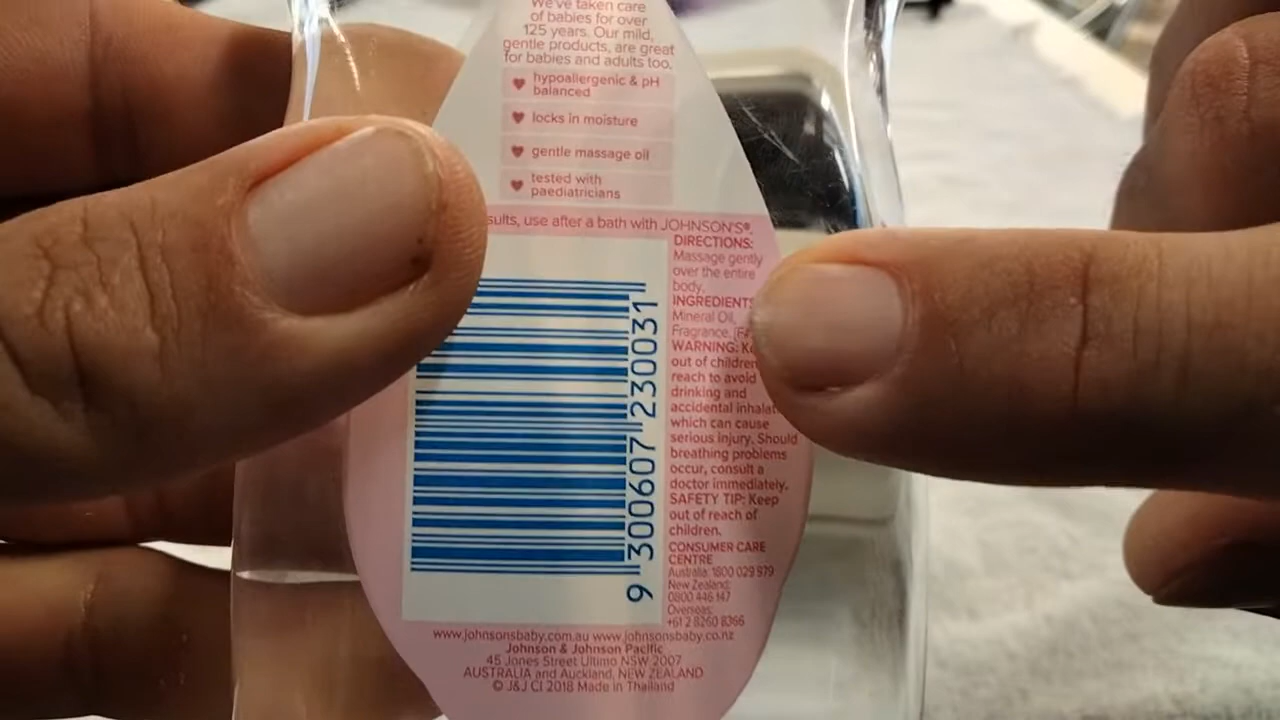 We've taken care
of babies for over
125 years. Our mild,
gentle products, are great
for babies and adults too.
hypoallergenic & pH
balanced
locks in moisture
gentle massage oil
tested with
paediatricians
use after a bath with JOHNSON'S®.
DIRECTIONS:
Massage gently
over the entire
body.
INGREDIENTS
Mineral Oil,
Fragrance.
WARNING:
out of children
reach to avoid
drinking and
accidental
which can cause
serious injury. Should
breathing problems
occur, consult a
doctor immediately.
SAFETY TIP: Keep
out of reach of
children.
CONSUMER CARE
CENTRE
Australia: 1800 029 979
New Zealand:
0800 446 147
Overseas:
+61 2 8260 8366
9 300607 230031
www.johnsonsbaby.com.au www.johnsonsbaby.co.nz
Johnson & Johnson Pacific
45 Jones Street Ultimo NSW 2007
AUSTRALIA and Auckland, NEW ZEALAND
© J&J CI 2018 Made in Thailand